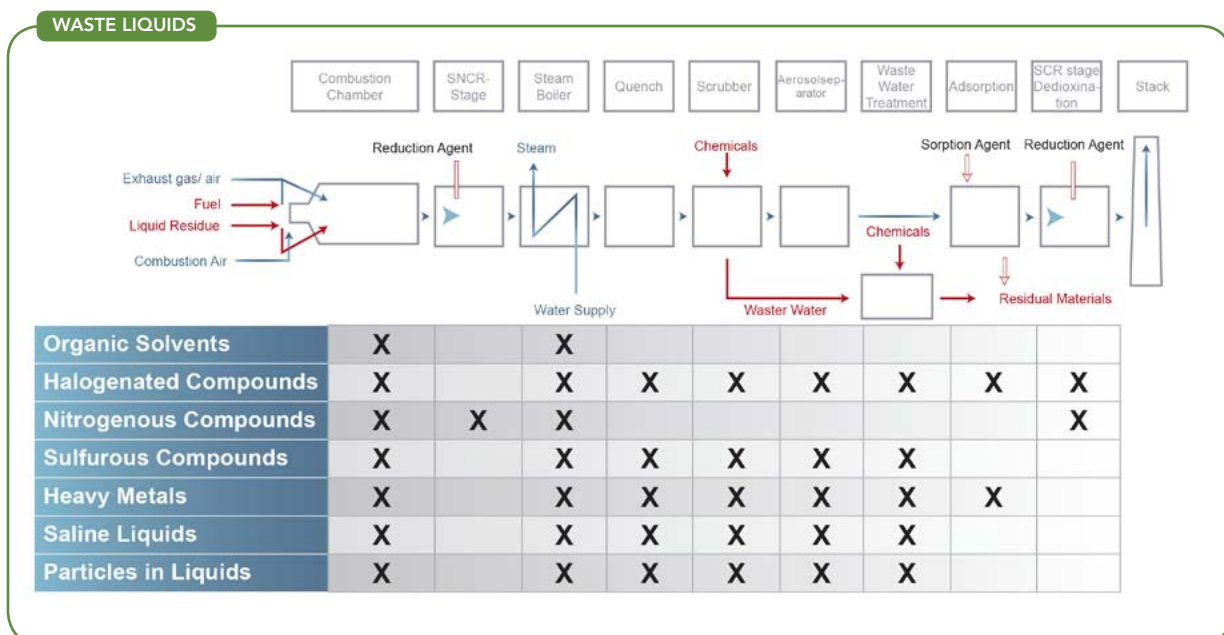 WASTE LIQUIDS
Combustion
Chamber
SNCR-
Stage
Steam
Boiler
Quench
Scrubber
Aerosolsep-
arator
Waste
Water
Treatment
Adsorption
SCR stage
Dedioxina-
tion
Stack
Reduction Agent
Steam
Chemicals
Sorption Agent
Reduction Agent
Exhaust gas/ air
Fuel
Liquid Residue
Combustion Air
Chemicals
Water Supply
Waster Water
Residual Materials
Organic Solvents X X
Halogenated Compounds X X X X X X X X
Nitrogenous Compounds X X X X
Sulfurous Compounds X X X X X X
Heavy Metals X X X X X X X
Saline Liquids X X X X X X
Particles in Liquids X X X X X X